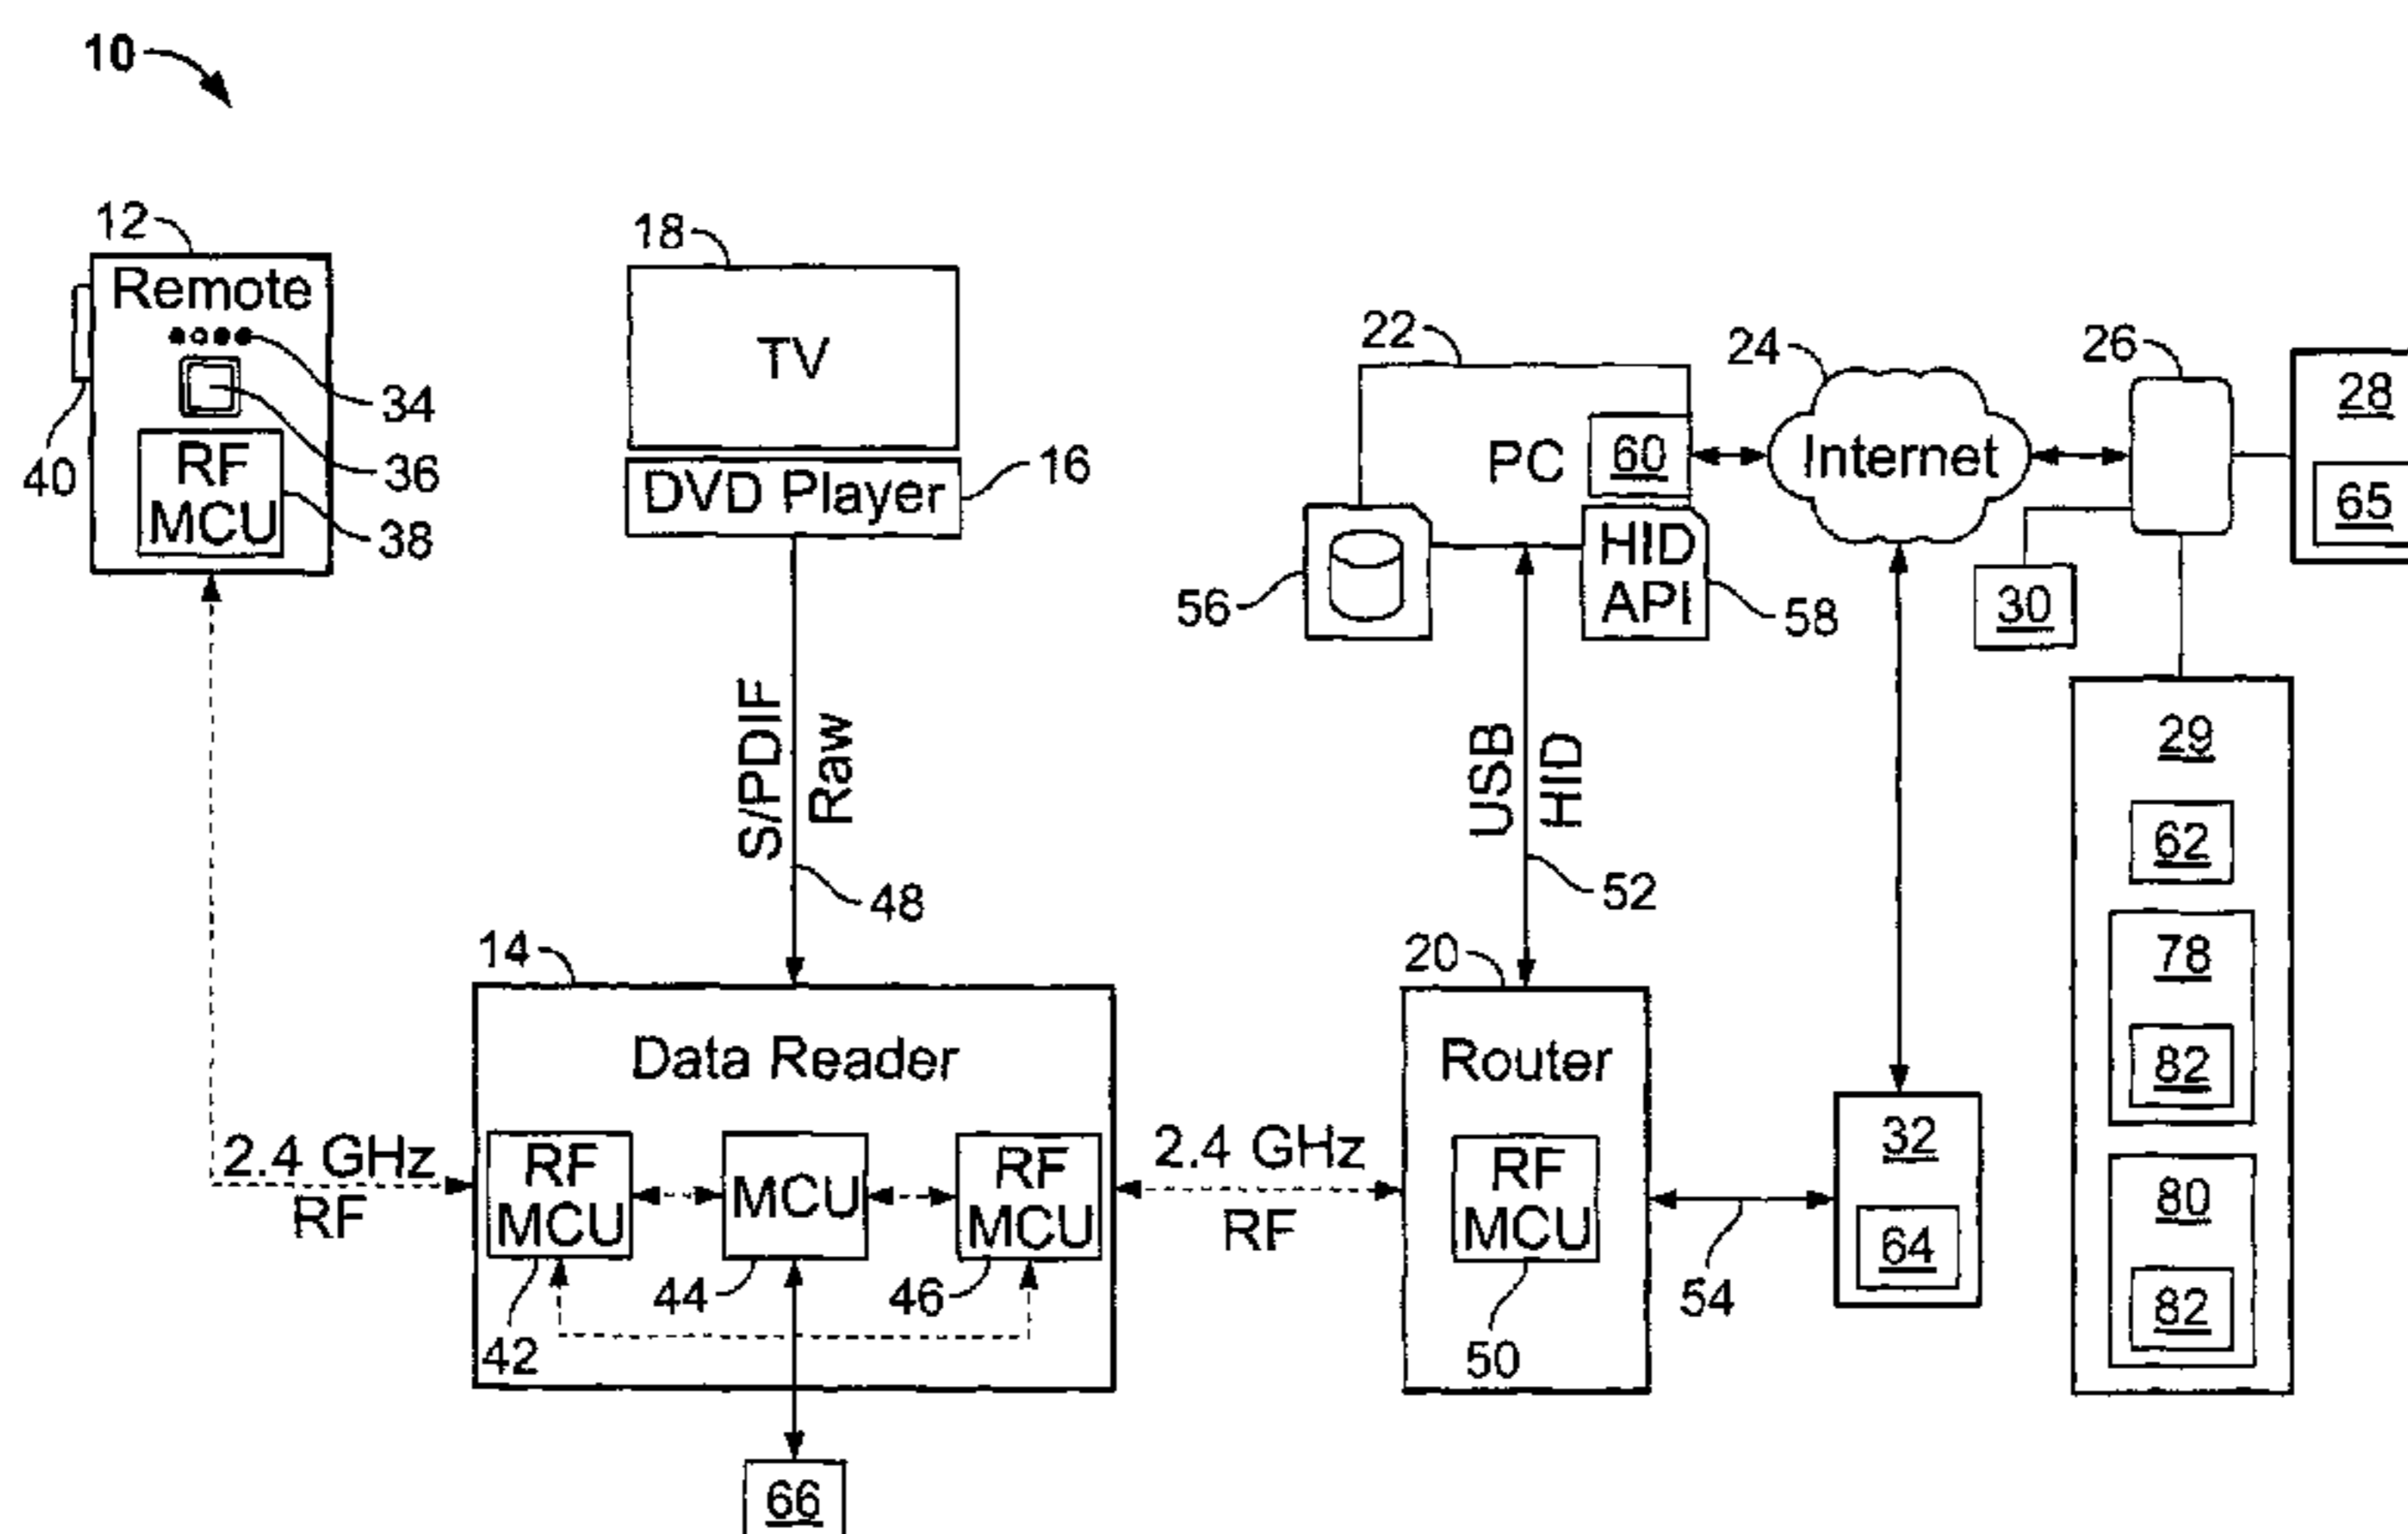 10
12
Remote
34
36
RF
MCU
38
40
18
TV
DVD Player
16
S/PDIF
Raw
48
22
PC
60
56
HID
API
58
24
Internet
26
28
65
30
29
62
78
82
80
82
USB
HID
52
14
Data Reader
RF
MCU
42
MCU
44
RF
MCU
46
2.4 GHz
RF
2.4 GHz
RF
20
Router
RF
MCU
50
54
32
64
66